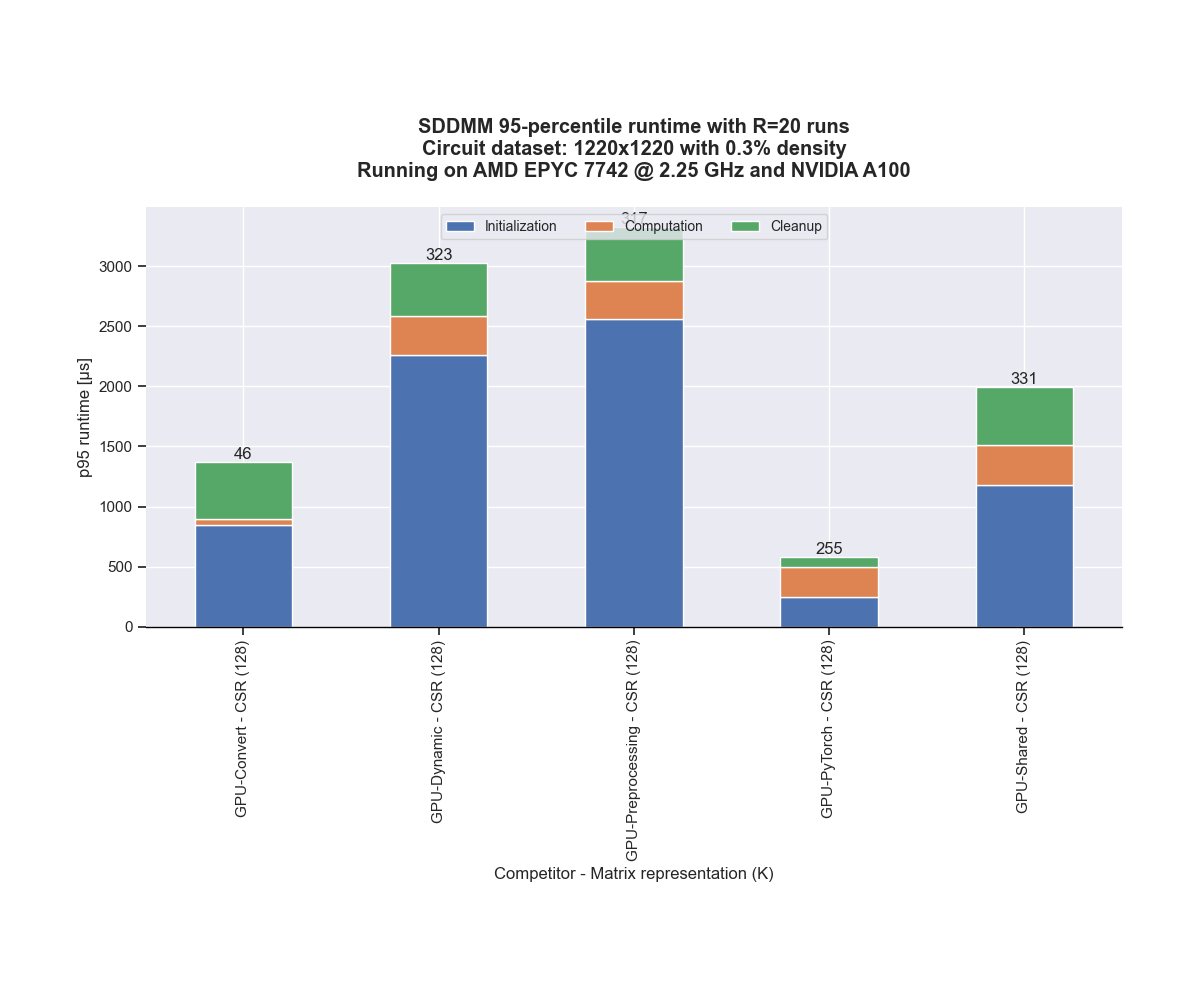 SDDMM 95-percentile runtime with R=20 runs
Circuit dataset: 1220x1220 with 0.3% density
Running on AMD EPYC 7742 @ 2.25 GHz and NVIDIA A100
317
Initialization Computation Cleanup
323
331
46
255
p95 runtime [µs]
3000
2500
2000
1500
1000
500
0
GPU-Convert - CSR (128)
GPU-Dynamic - CSR (128)
GPU-Preprocessing - CSR (128)
GPU-PyTorch - CSR (128)
GPU-Shared - CSR (128)
Competitor - Matrix representation (K)